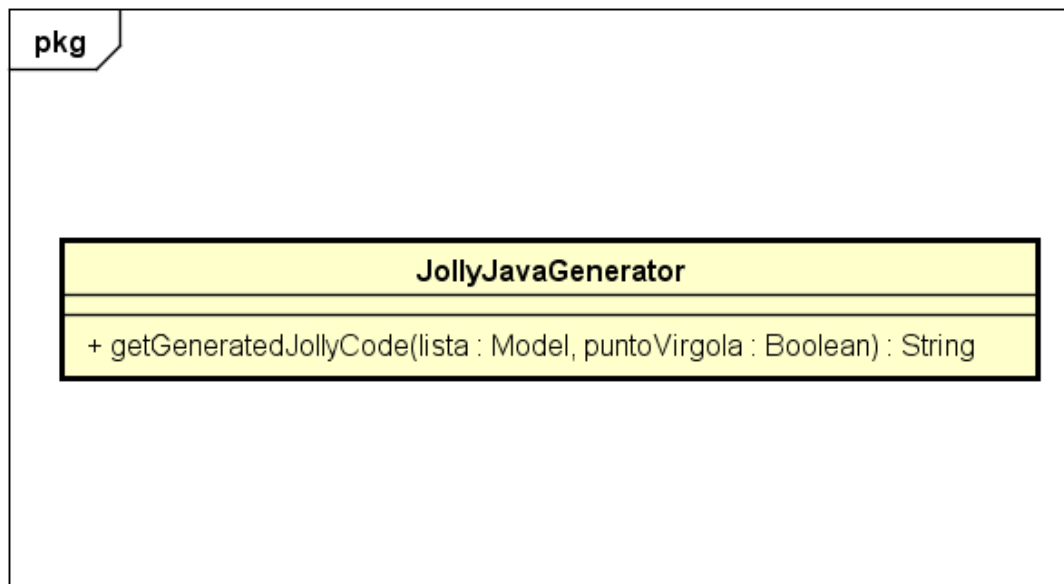 pkg
JollyJavaGenerator
+ getGeneratedJollyCode(lista : Model, puntoVirgola : Boolean) : String